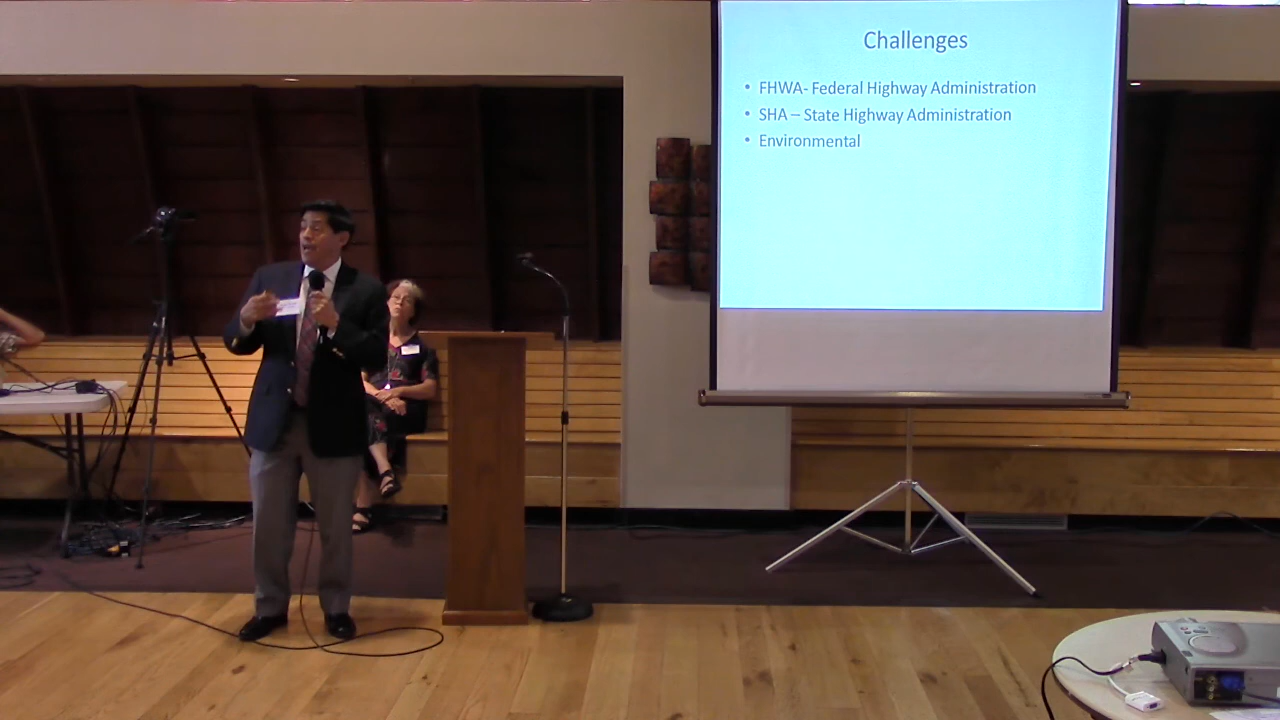 Challenges
• FHWA- Federal Highway Administration
• SHA – State Highway Administration
• Environmental